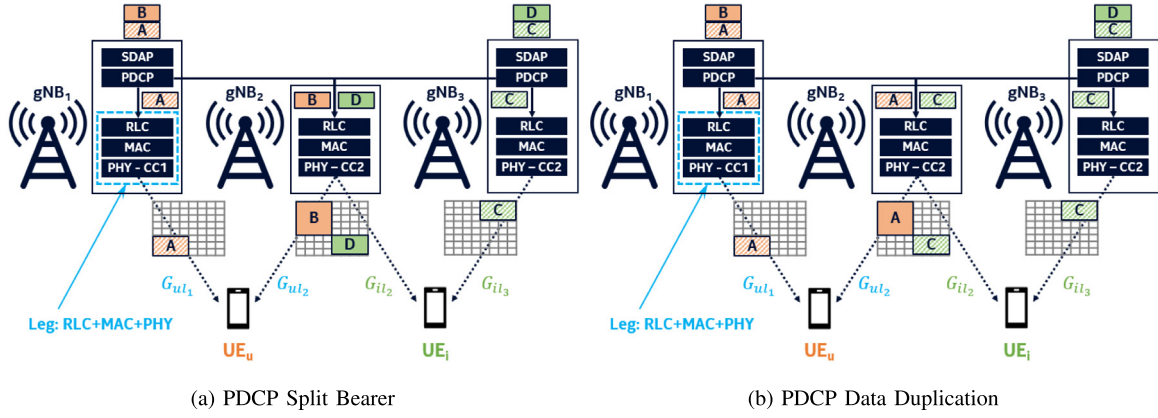 B
A
SDAP
PDCP
A
gNB₁
RLC
MAC
PHY – CC1
gNB₂
B D
RLC
MAC
PHY – CC2
gNB₃
D
C
SDAP
PDCP
C
RLC
MAC
PHY – CC2
A
B
D
C
Gᵤₗ₁ Gᵤₗ₂ Gᵢₗ₂ Gᵢₗ₃
Leg: RLC+MAC+PHY
UEᵤ UEᵢ
(a) PDCP Split Bearer
B
A
SDAP
PDCP
A
gNB₁
RLC
MAC
PHY – CC1
gNB₂
A C
RLC
MAC
PHY – CC2
gNB₃
D
C
SDAP
PDCP
C
RLC
MAC
PHY – CC2
A
A
C
C
Gᵤₗ₁ Gᵤₗ₂ Gᵢₗ₂ Gᵢₗ₃
Leg: RLC+MAC+PHY
UEᵤ UEᵢ
(b) PDCP Data Duplication